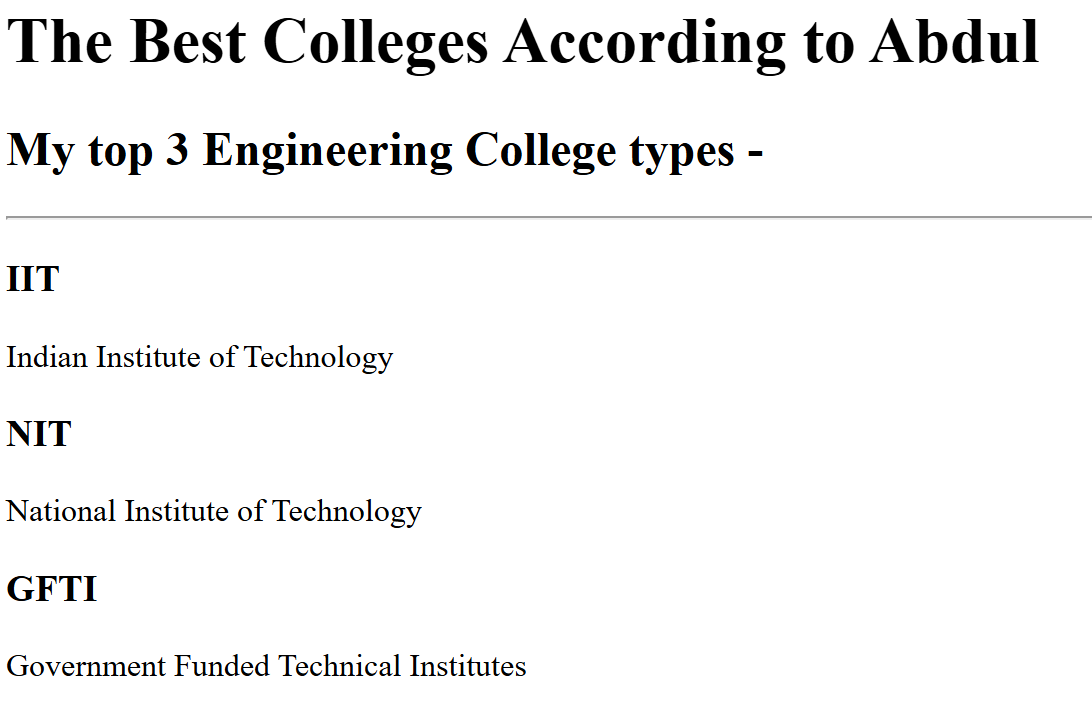 The Best Colleges According to Abdul
My top 3 Engineering College types -
IIT
Indian Institute of Technology
NIT
National Institute of Technology
GFTI
Government Funded Technical Institutes